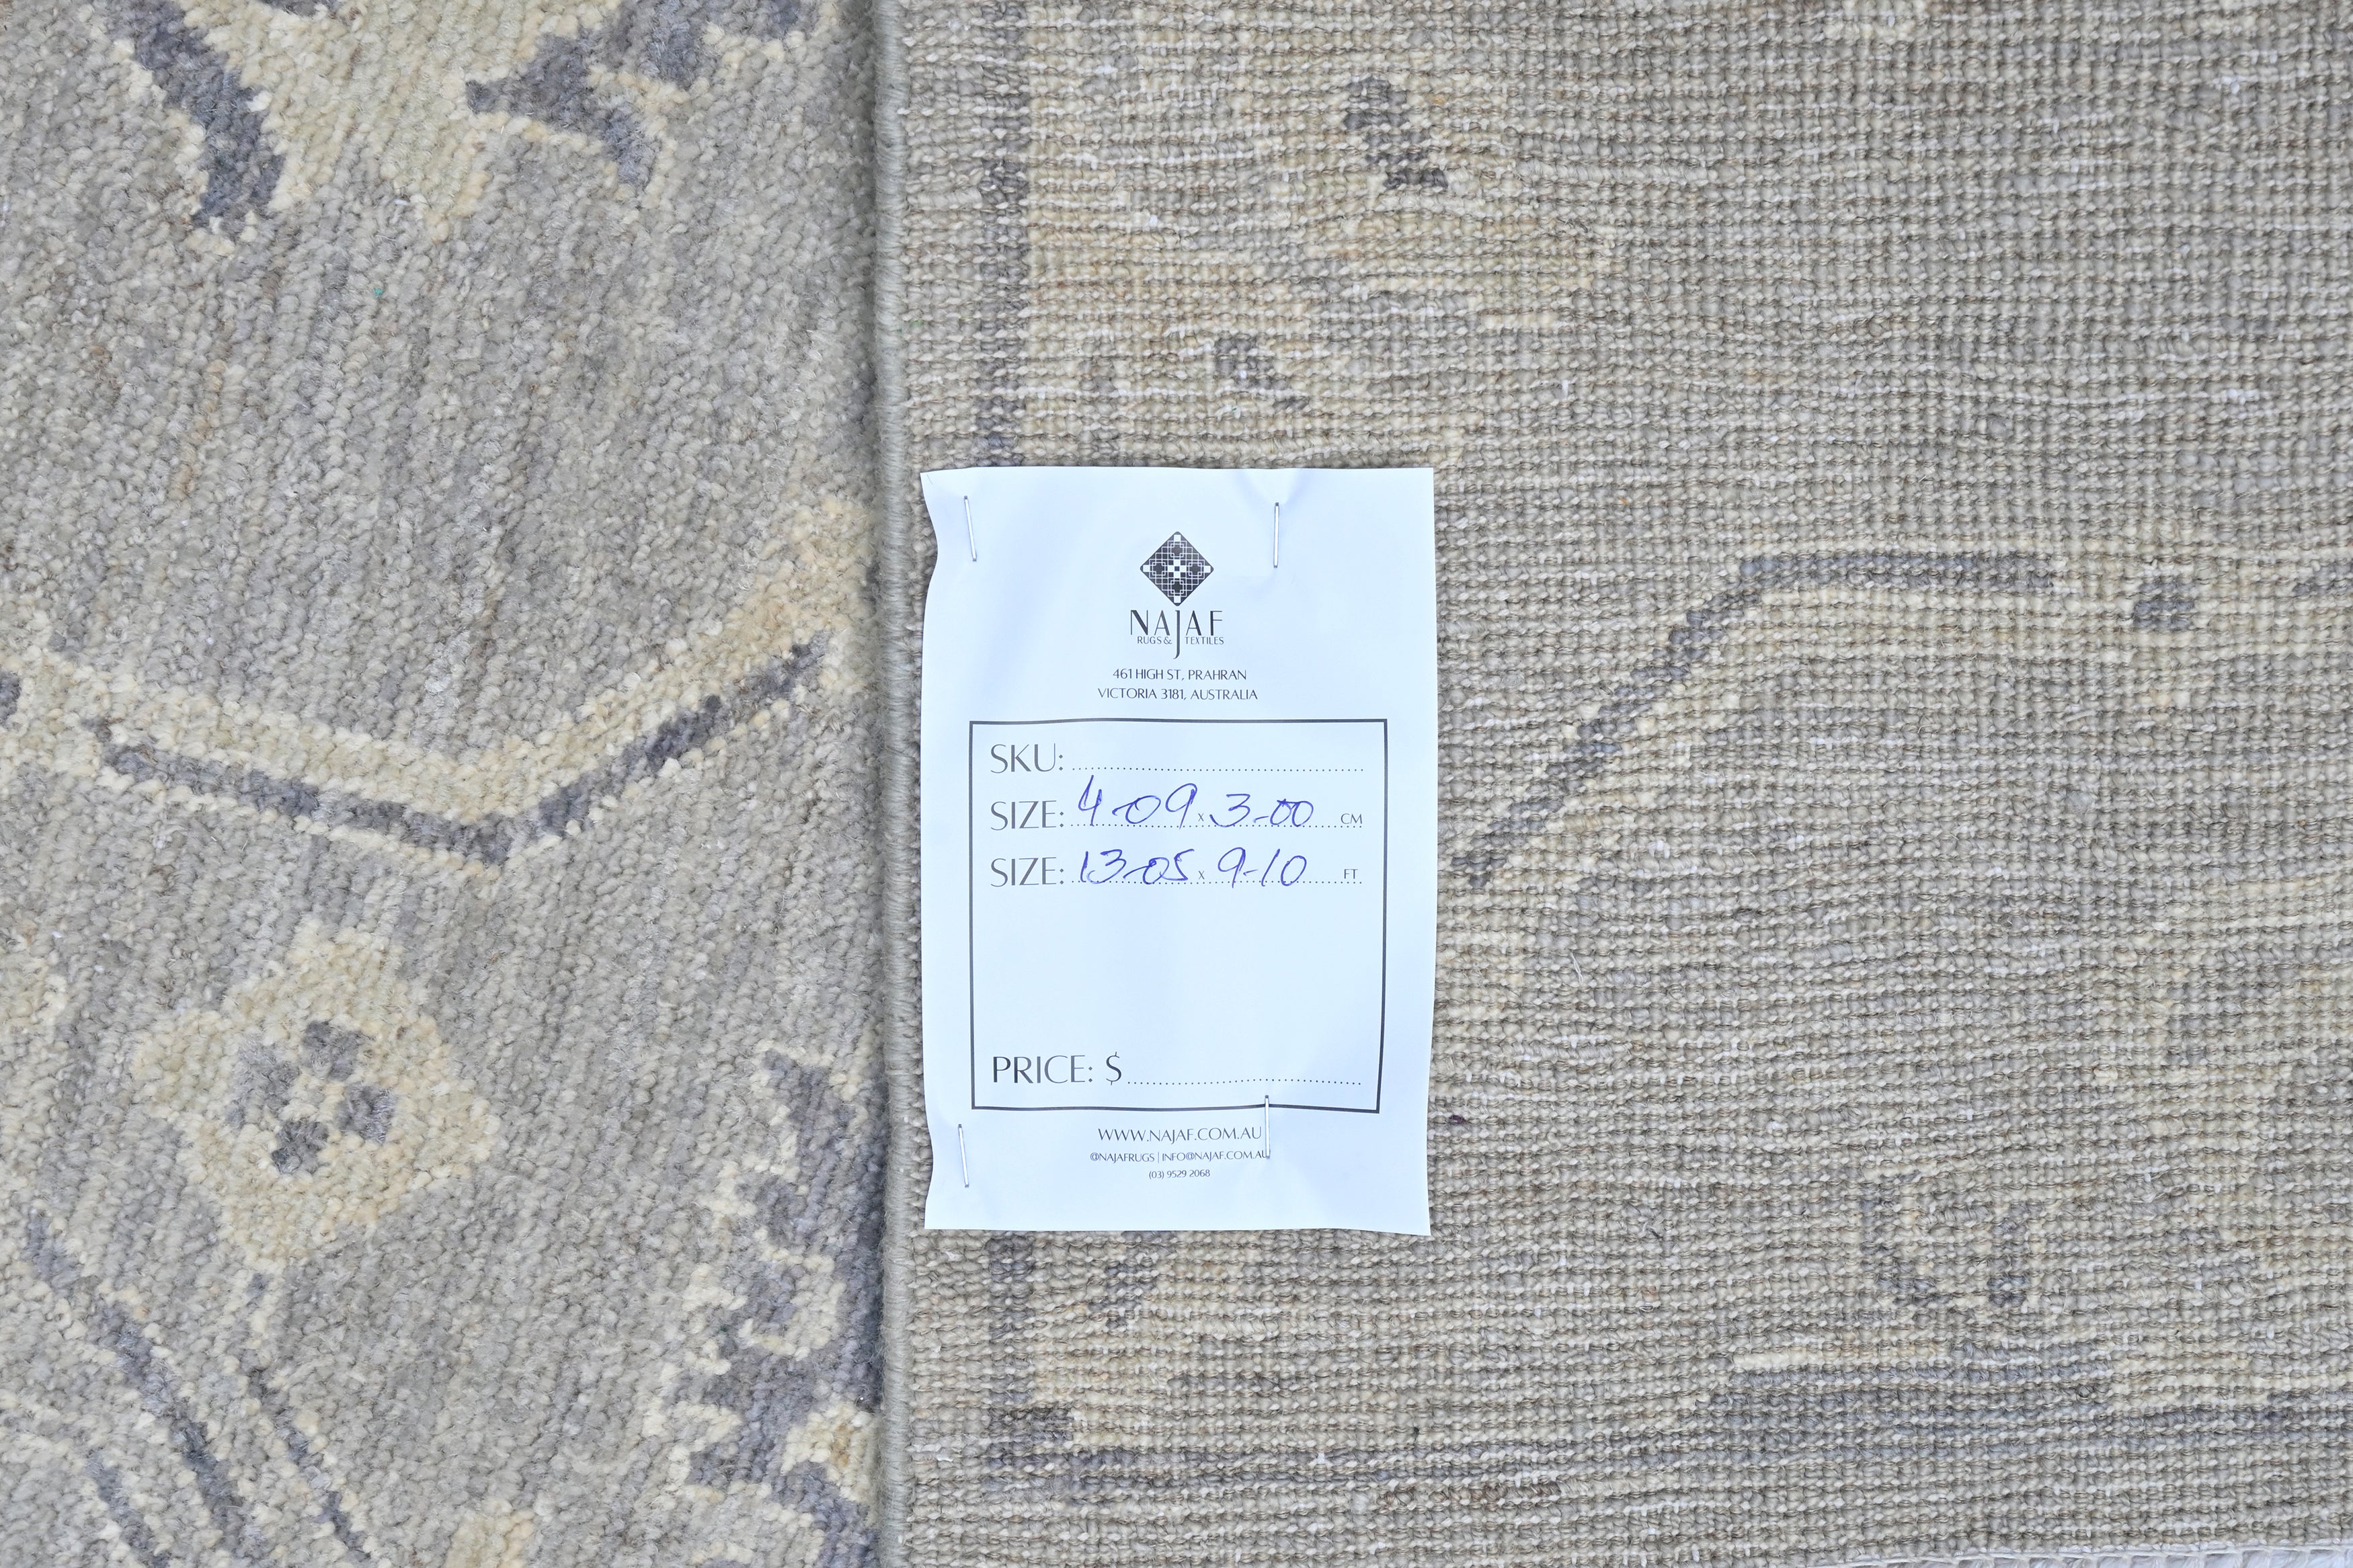 NAJAF
RUGS & TEXTILES
461 HIGH ST, PRAHRAN
VICTORIA 3181, AUSTRALIA
SKU:
SIZE: 4-09 x 3-00 CM
SIZE: 13-05 x 9-10 FT
PRICE: $
WWW.NAJAF.COM.AU
@NAJAFRUGS | INFO@NAJAF.COM.AU
(03) 9529 2068